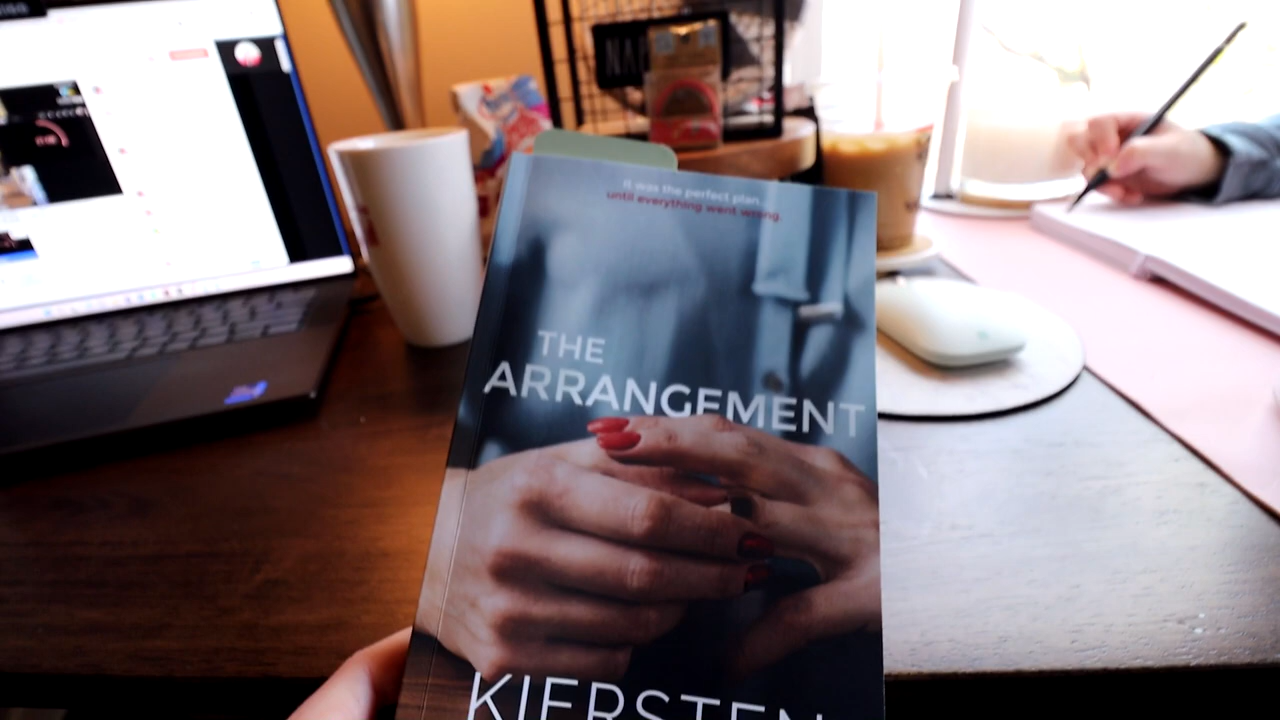 It was the perfect plan...
until everything went wrong.
THE
ARRANGEMENT
KIERSTEN